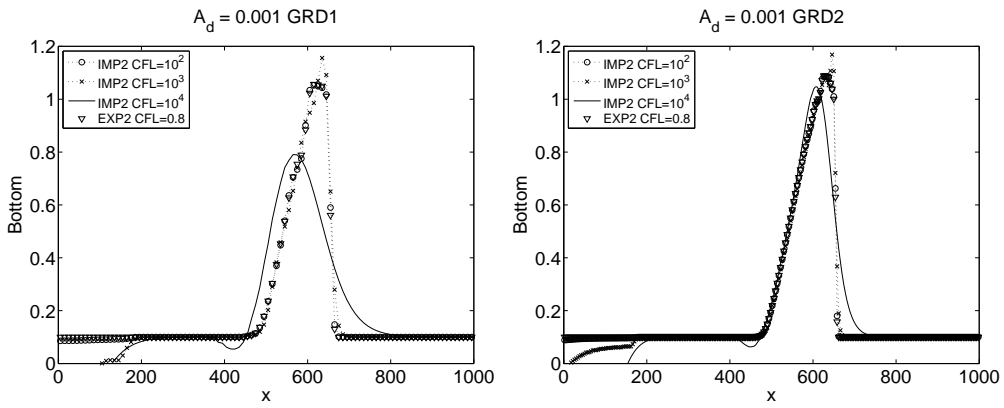 A_d = 0.001 GRD1
1.2
1
0.8
0.6
0.4
0.2
0
Bottom
IMP2 CFL=10^2
IMP2 CFL=10^3
IMP2 CFL=10^4
EXP2 CFL=0.8
0 200 400 600 800 1000
x
A_d = 0.001 GRD2
1.2
1
0.8
0.6
0.4
0.2
0
Bottom
IMP2 CFL=10^2
IMP2 CFL=10^3
IMP2 CFL=10^4
EXP2 CFL=0.8
0 200 400 600 800 1000
x